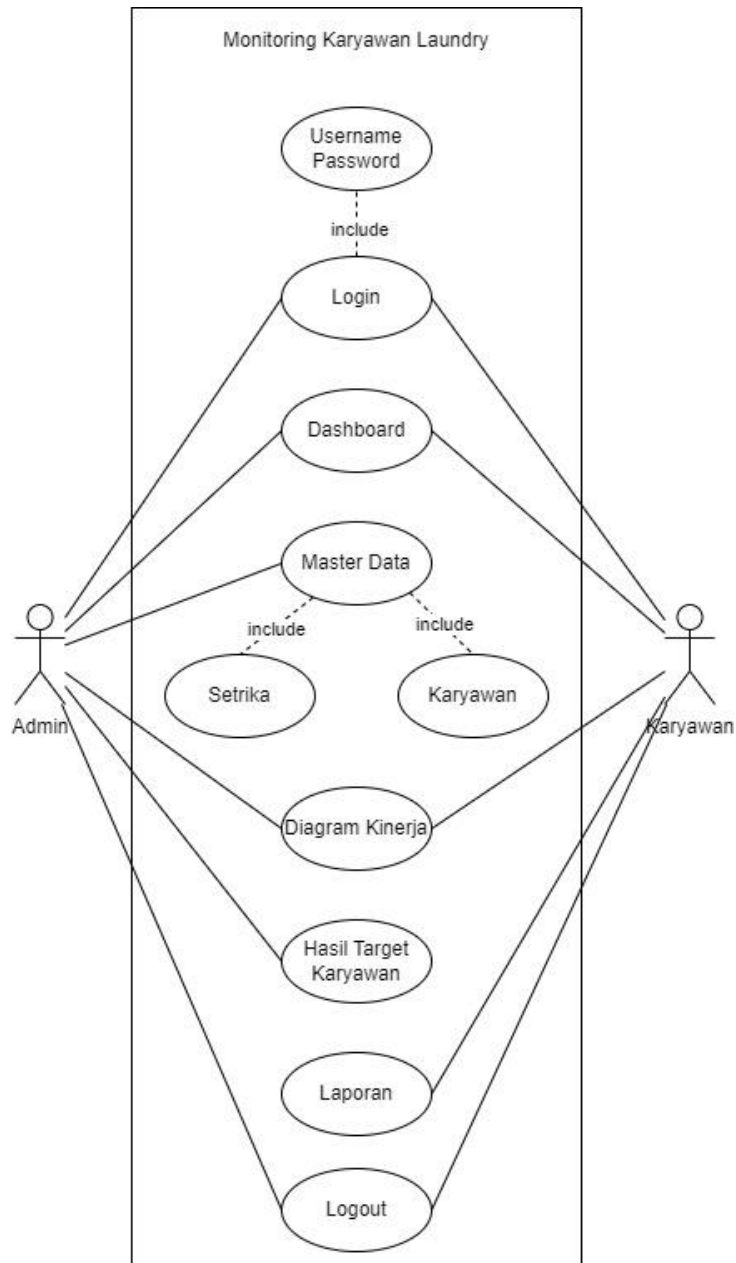 Monitoring Karyawan Laundry
Username
Password
include
Login
Dashboard
Master Data
include
include
Setrika
Karyawan
Admin
Karyawan
Diagram Kinerja
Hasil Target
Karyawan
Laporan
Logout